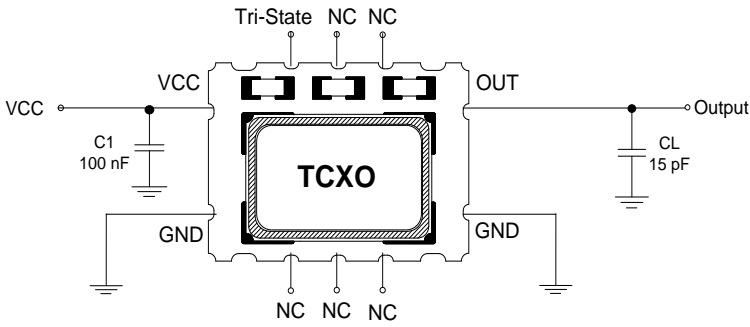 Tri-State NC NC
VCC OUT
VCC Output
C1
100 nF
CL
15 pF
TCXO
GND GND
NC NC NC